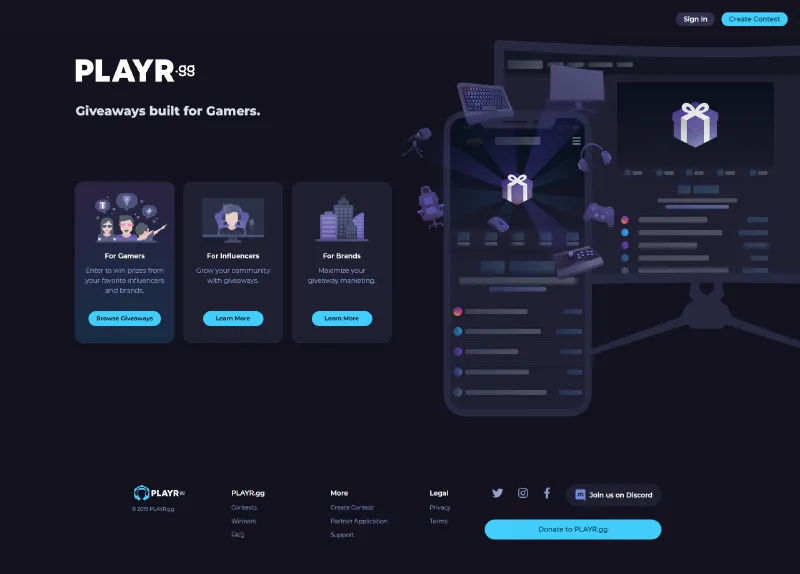 Sign In
Create Contest
PLAYR.gg
Giveaways built for Gamers.
For Gamers
Enter to win prizes from
your favorite influencers
and brands.
Browse Giveaways
For Influencers
Grow your community
with giveaways.
Learn More
For Brands
Maximize your
giveaway marketing.
Learn More
PLAYR.gg
© 2019 PLAYR.gg
PLAYR.gg
Contests
Winners
FAQ
More
Create Contest
Partner Application
Support
Legal
Privacy
Terms
Join us on Discord
Donate to PLAYR.gg